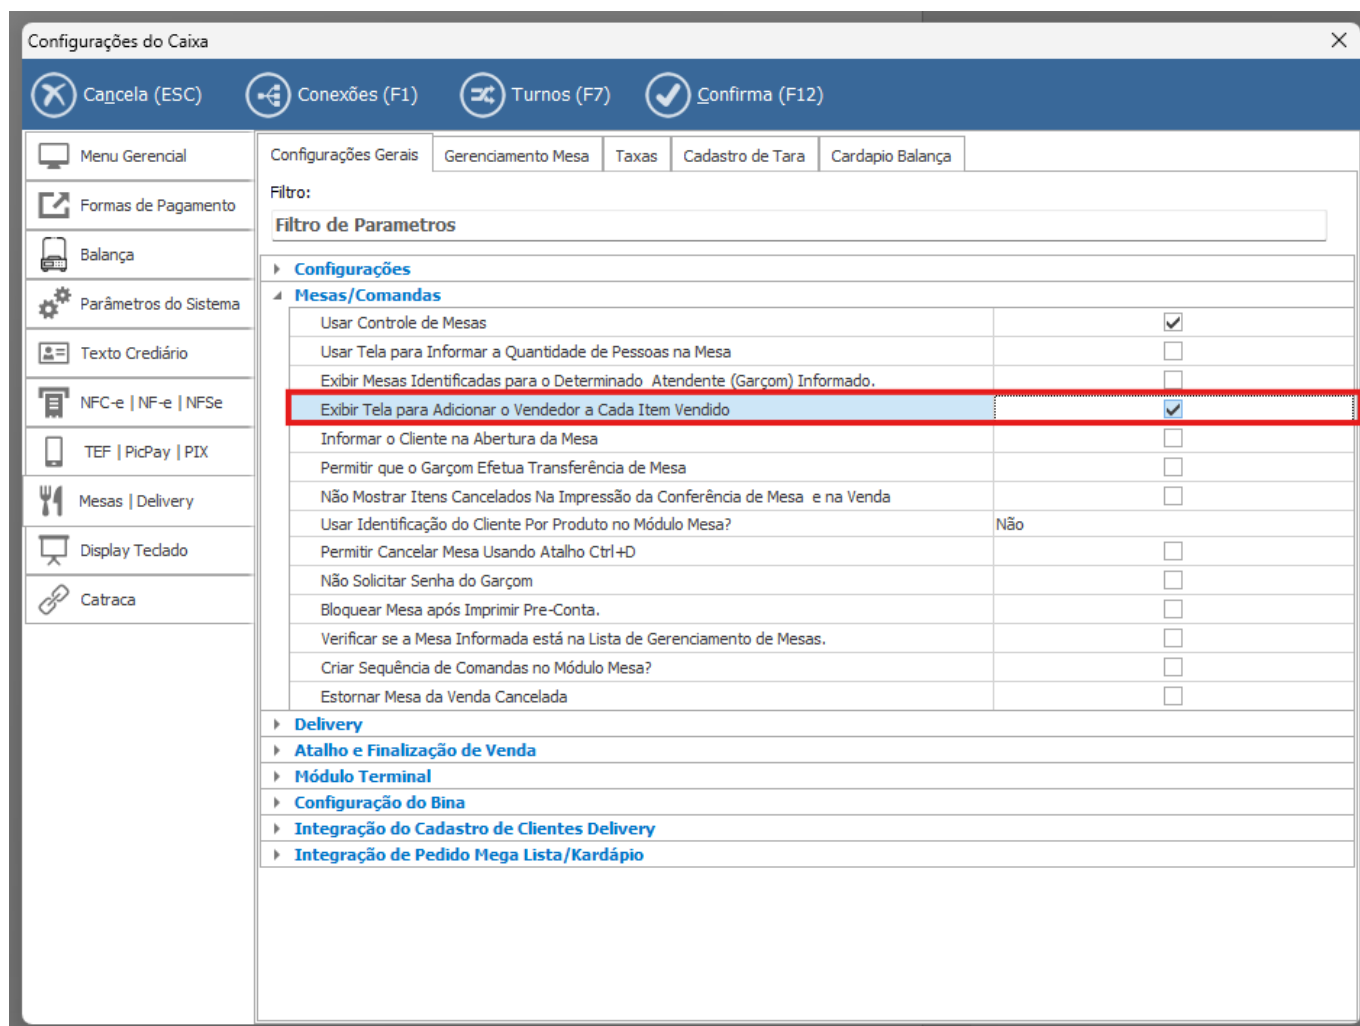 Configurações do Caixa
Cancela (ESC) Conexões (F1) Turnos (F7) Confirma (F12)
Menu Gerencial
Formas de Pagamento
Balança
Parâmetros do Sistema
Texto Crediário
NFC-e | NF-e | NFSe
TEF | PicPay | PIX
Mesas | Delivery
Display Teclado
Catraca
Configurações Gerais Gerenciamento Mesa Taxas Cadastro de Tara Cardapio Balança
Filtro:
Filtro de Parametros
Configurações
Mesas/Comandas
Usar Controle de Mesas
Usar Tela para Informar a Quantidade de Pessoas na Mesa
Exibir Mesas Identificadas para o Determinado  Atendente (Garçom) Informado.
Exibir Tela para Adicionar o Vendedor a Cada Item Vendido
Informar o Cliente na Abertura da Mesa
Permitir que o Garçom Efetua Transferência de Mesa
Não Mostrar Itens Cancelados Na Impressão da Conferência de Mesa  e na Venda
Usar Identificação do Cliente Por Produto no Módulo Mesa? Não
Permitir Cancelar Mesa Usando Atalho Ctrl+D
Não Solicitar Senha do Garçom
Bloquear Mesa após Imprimir Pre-Conta.
Verificar se a Mesa Informada está na Lista de Gerenciamento de Mesas.
Criar Sequência de Comandas no Módulo Mesa?
Estornar Mesa da Venda Cancelada
Delivery
Atalho e Finalização de Venda
Módulo Terminal
Configuração do Bina
Integração do Cadastro de Clientes Delivery
Integração de Pedido Mega Lista/Kardápio